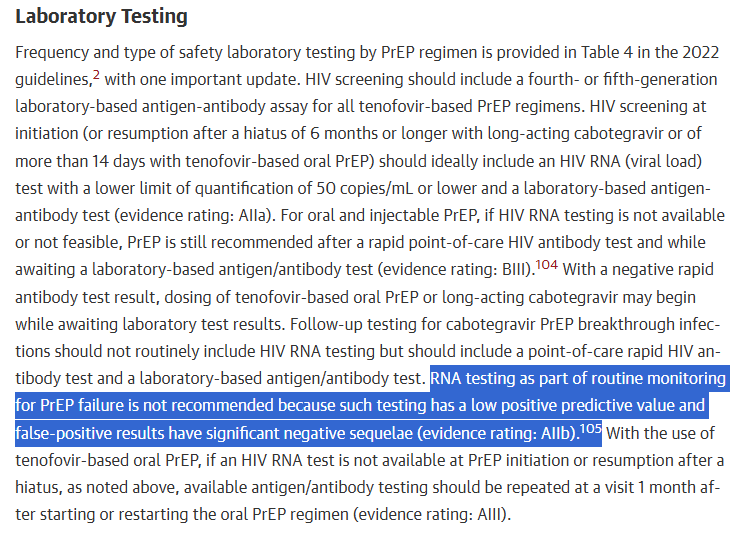 Laboratory Testing
Frequency and type of safety laboratory testing by PrEP regimen is provided in Table 4 in the 2022
guidelines,2 with one important update. HIV screening should include a fourth- or fifth-generation
laboratory-based antigen-antibody assay for all tenofovir-based PrEP regimens. HIV screening at
initiation (or resumption after a hiatus of 6 months or longer with long-acting cabotegravir or of
more than 14 days with tenofovir-based oral PrEP) should ideally include an HIV RNA (viral load)
test with a lower limit of quantification of 50 copies/mL or lower and a laboratory-based antigen-
antibody test (evidence rating: AIIa). For oral and injectable PrEP, if HIV RNA testing is not available
or not feasible, PrEP is still recommended after a rapid point-of-care HIV antibody test and while
awaiting a laboratory-based antigen/antibody test (evidence rating: BIII).104 With a negative rapid
antibody test result, dosing of tenofovir-based oral PrEP or long-acting cabotegravir may begin
while awaiting laboratory test results. Follow-up testing for cabotegravir PrEP breakthrough infec-
tions should not routinely include HIV RNA testing but should include a point-of-care rapid HIV an-
tibody test and a laboratory-based antigen/antibody test. RNA testing as part of routine monitoring
for PrEP failure is not recommended because such testing has a low positive predictive value and
false-positive results have significant negative sequelae (evidence rating: AIIb).105 With the use of
tenofovir-based oral PrEP, if an HIV RNA test is not available at PrEP initiation or resumption after a
hiatus, as noted above, available antigen/antibody testing should be repeated at a visit 1 month af-
ter starting or restarting the oral PrEP regimen (evidence rating: AIII).